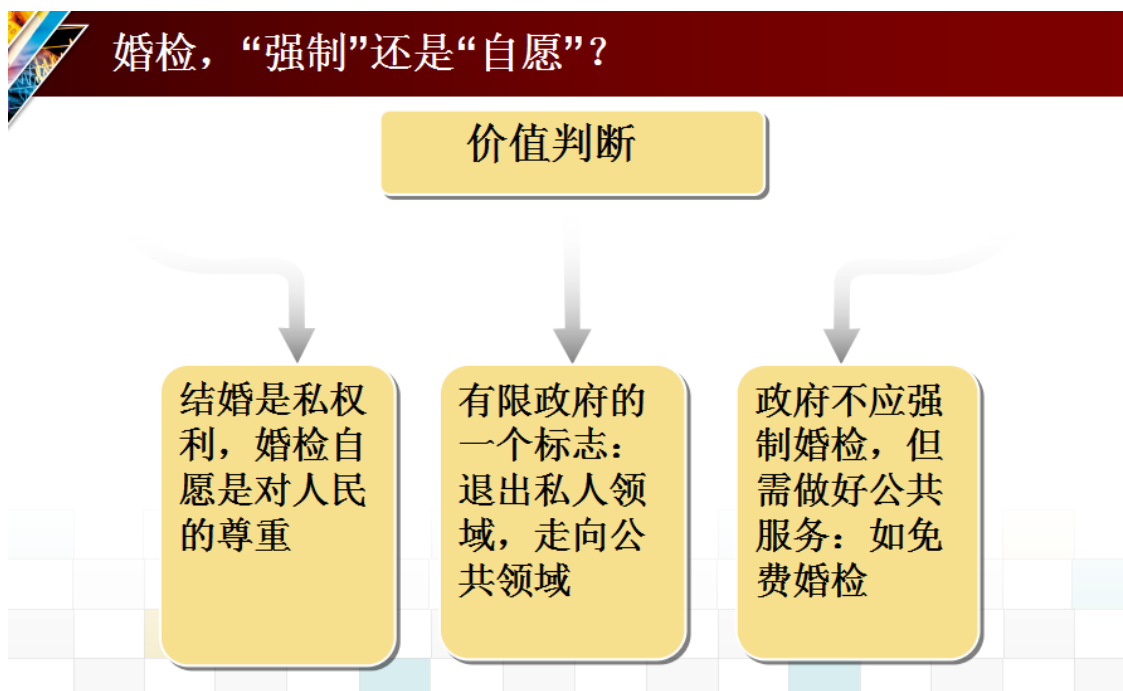 婚检，“强制”还是“自愿”？
价值判断
结婚是私权
利，婚检自
愿是对人民
的尊重
有限政府的
一个标志：
退出私人领
域，走向公
共领域
政府不应强
制婚检，但
需做好公共
服务：如免
费婚检